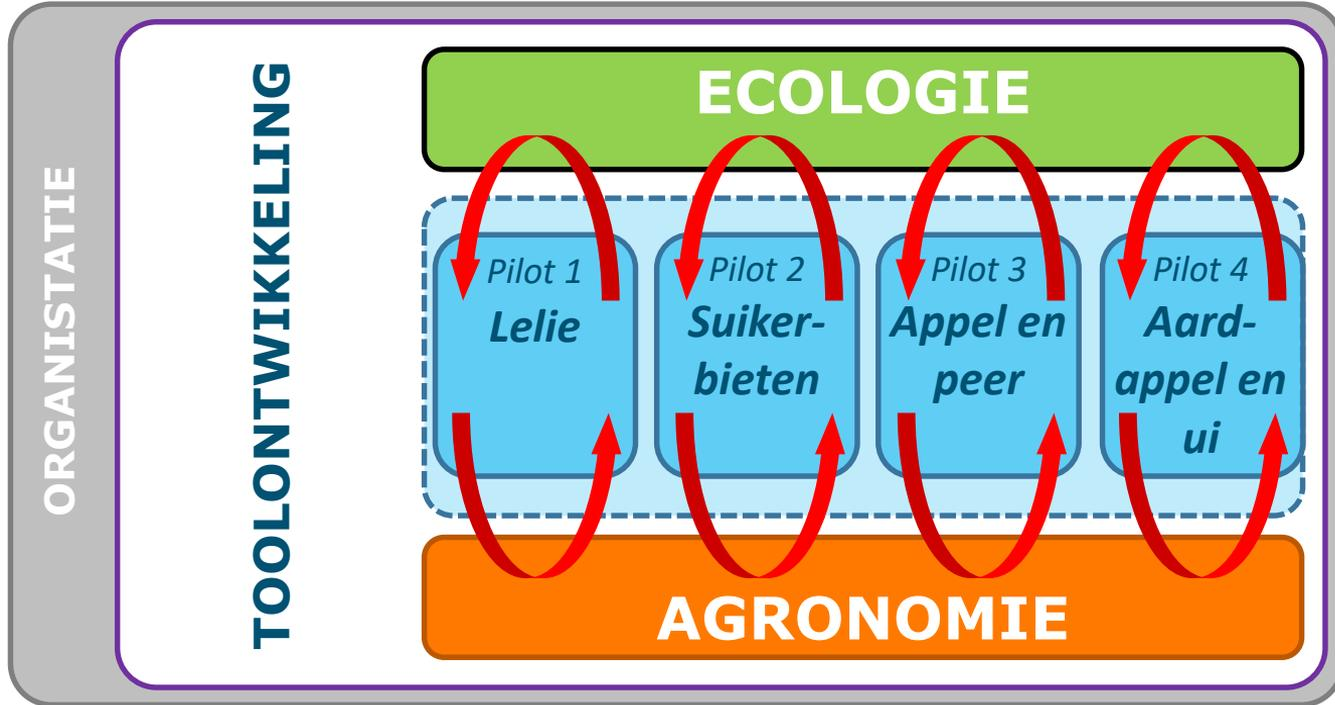 ORGANISTATIE
TOOLONTWIKKELING
ECOLOGIE
Pilot 1
Lelie
Pilot 2
Suiker-
bieten
Pilot 3
Appel en
peer
Pilot 4
Aard-
appel en
ui
AGRONOMIE